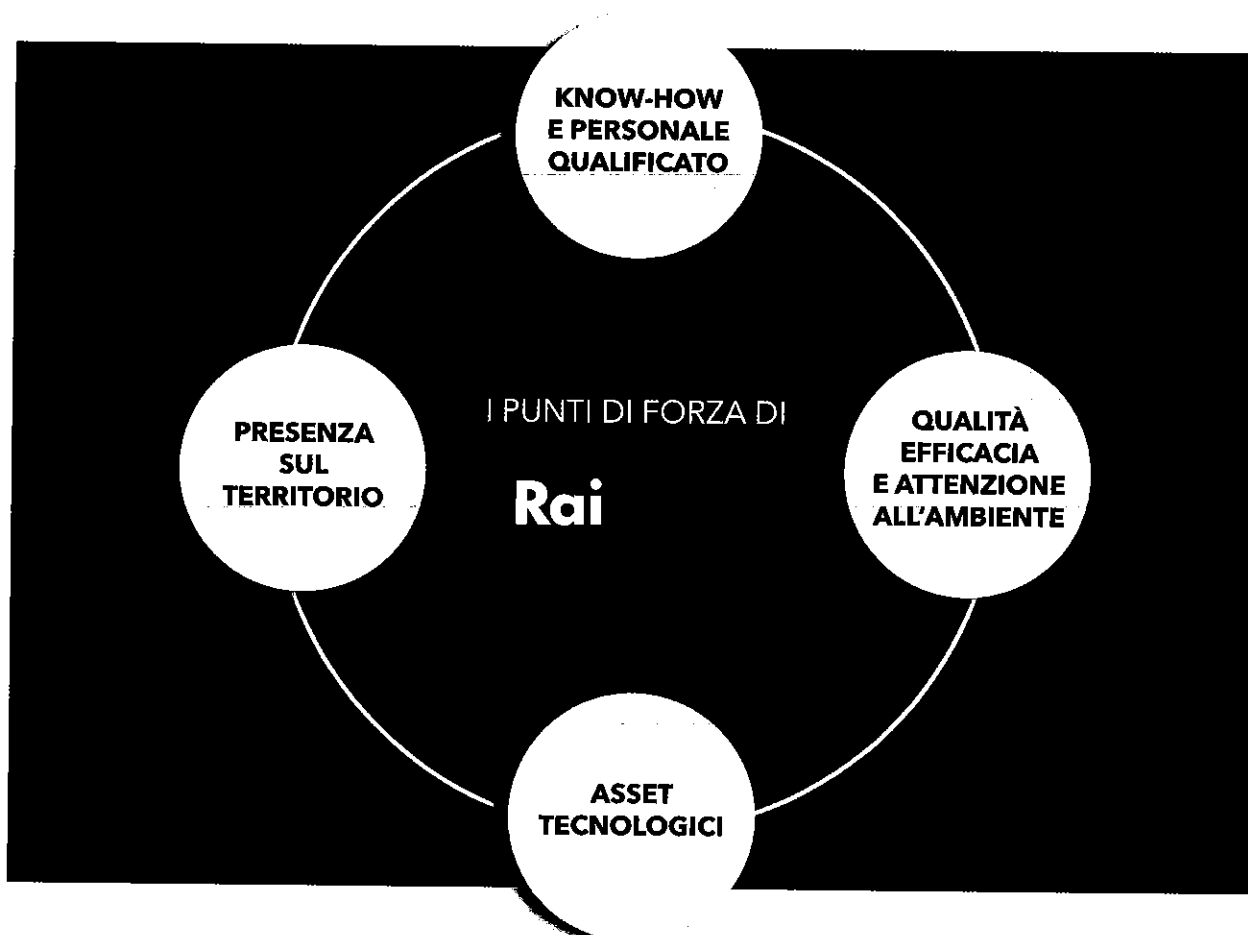 KNOW-HOW
E PERSONALE
QUALIFICATO
PRESENZA
SUL
TERRITORIO
I PUNTI DI FORZA DI
Rai
QUALITÀ
EFFICACIA
E ATTENZIONE
ALL'AMBIENTE
ASSET
TECNOLOGICI